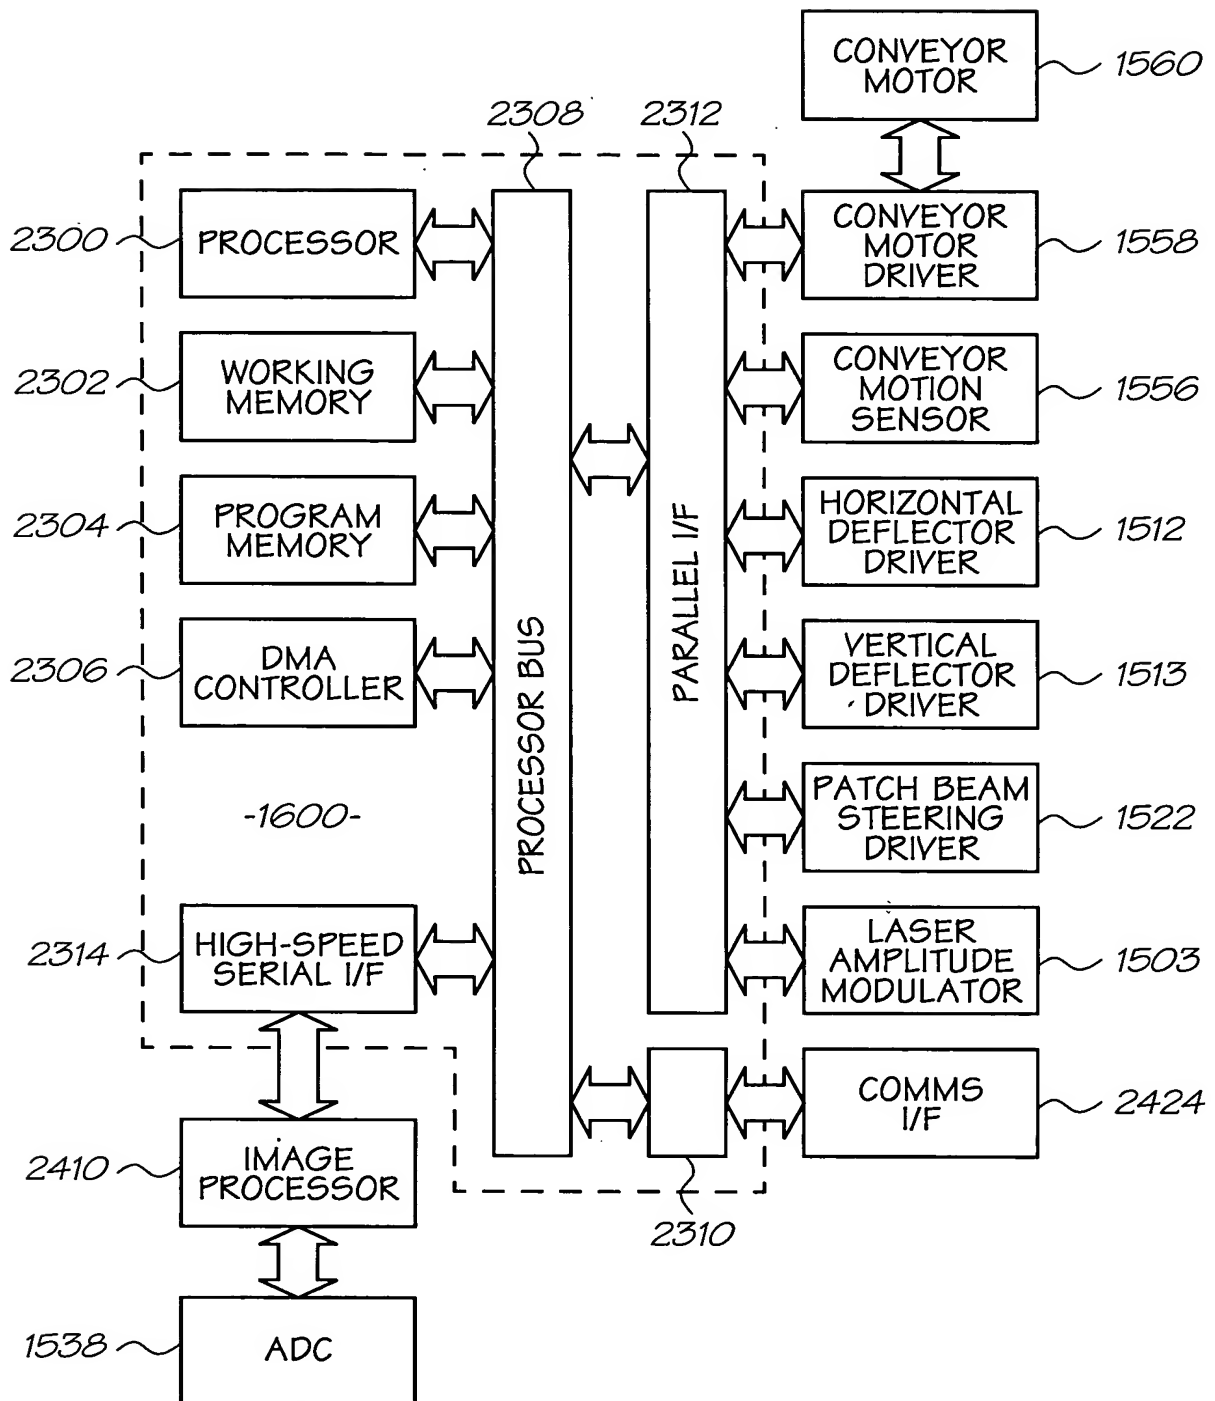 CONVEYOR
MOTOR
1560
2308
2312
2300
PROCESSOR
CONVEYOR
MOTOR
DRIVER
1558
2302
WORKING
MEMORY
CONVEYOR
MOTION
SENSOR
1556
2304
PROGRAM
MEMORY
HORIZONTAL
DEFLECTOR
DRIVER
1512
2306
DMA
CONTROLLER
PROCESSOR BUS
PARALLEL I/F
VERTICAL
DEFLECTOR
DRIVER
1513
-1600-
PATCH BEAM
STEERING
DRIVER
1522
2314
HIGH-SPEED
SERIAL I/F
LASER
AMPLITUDE
MODULATOR
1503
COMMS
I/F
2424
2410
IMAGE
PROCESSOR
2310
1538
ADC